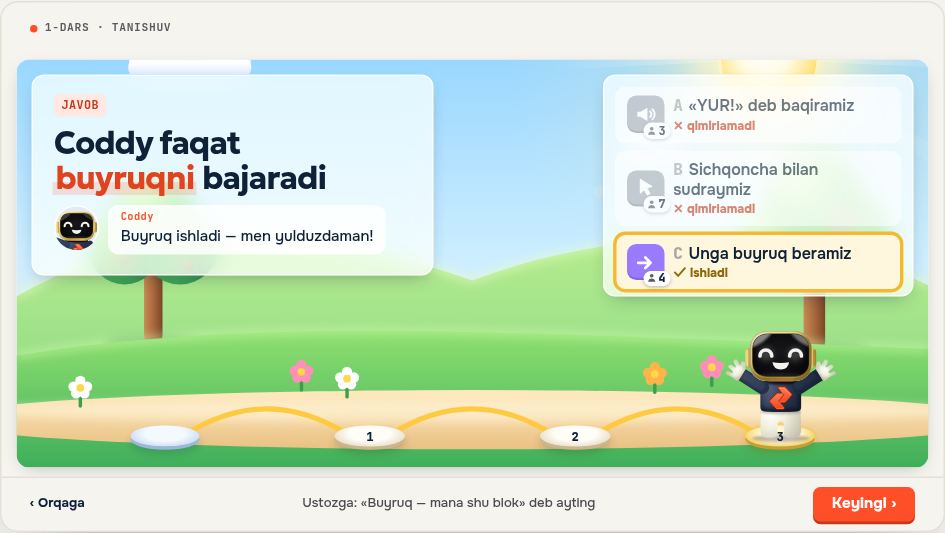 1-DARS · TANISHUV
JAVOB
Coddy faqat
buyruqni bajaradi
Coddy
Buyruq ishladi — men yulduzdaman!
A «YUR!» deb baqiramiz
3
✕ qimirlamadi
B Sichqoncha bilan
sudraymiz
7
✕ qimirlamadi
C Unga buyruq beramiz
4
✓ Ishladi
1
2
3
‹ Orqaga
Ustozga: «Buyruq — mana shu blok» deb ayting
Keyingi ›